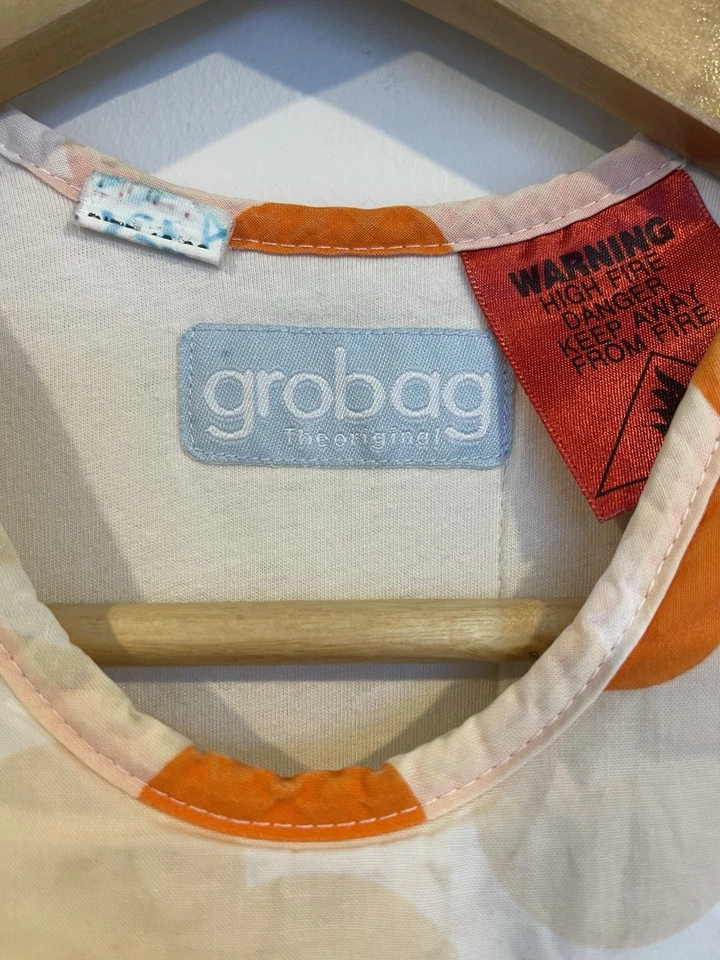 grobag
The original
WARNING
HIGH FIRE
DANGER
KEEP AWAY
FROM FIRE